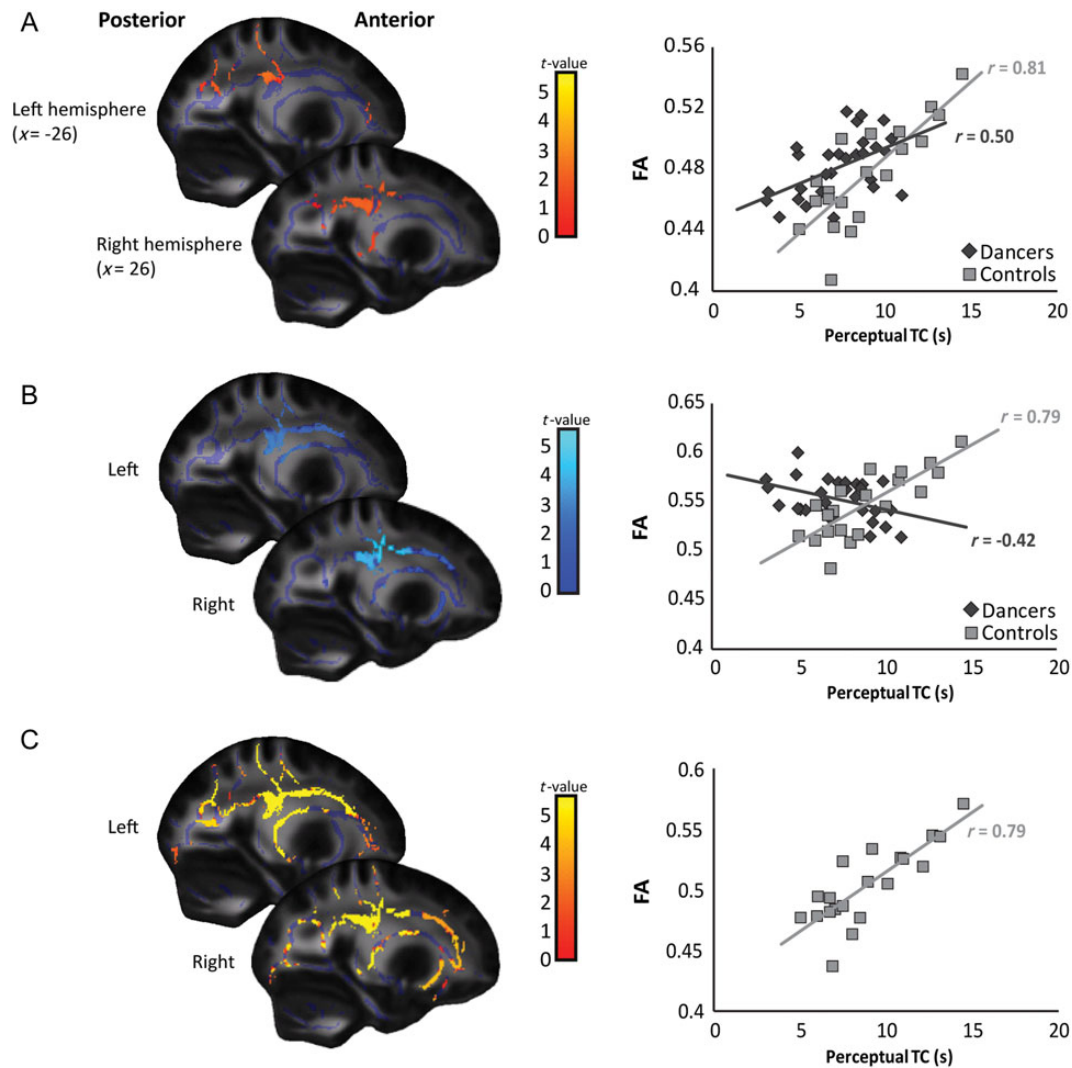 A
Posterior
Anterior
Left hemisphere
(x= -26)
Right hemisphere
(x= 26)
t-value
5
4
3
2
1
0
FA
0.56
0.52
0.48
0.44
0.4
r = 0.81
r = 0.50
Dancers
Controls
0
5
10
15
20
Perceptual TC (s)
B
Left
Right
t-value
5
4
3
2
1
0
FA
0.65
0.6
0.55
0.5
0.45
0.4
r = 0.79
r = -0.42
Dancers
Controls
0
5
10
15
20
Perceptual TC (s)
C
Left
Right
t-value
5
4
3
2
1
0
FA
0.6
0.55
0.5
0.45
0.4
r = 0.79
0
5
10
15
20
Perceptual TC (s)